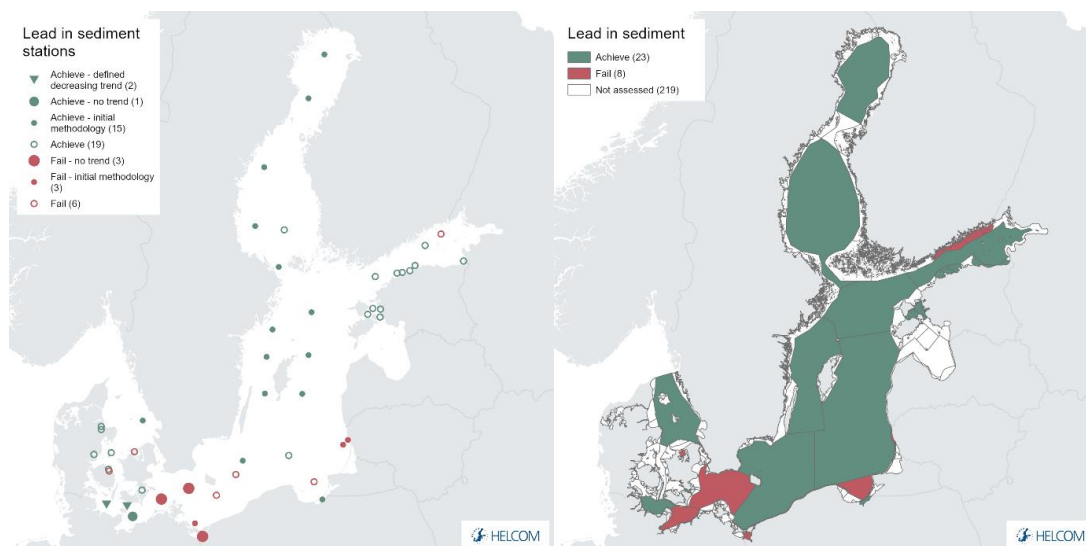 Lead in sediment
stations
Achieve - defined
decreasing trend (2)
Achieve - no trend (1)
Achieve - initial
methodology (15)
Achieve (19)
Fail - no trend (3)
Fail - initial methodology
(3)
Fail (6)
HELCOM
Lead in sediment
Achieve (23)
Fail (8)
Not assessed (219)
HELCOM